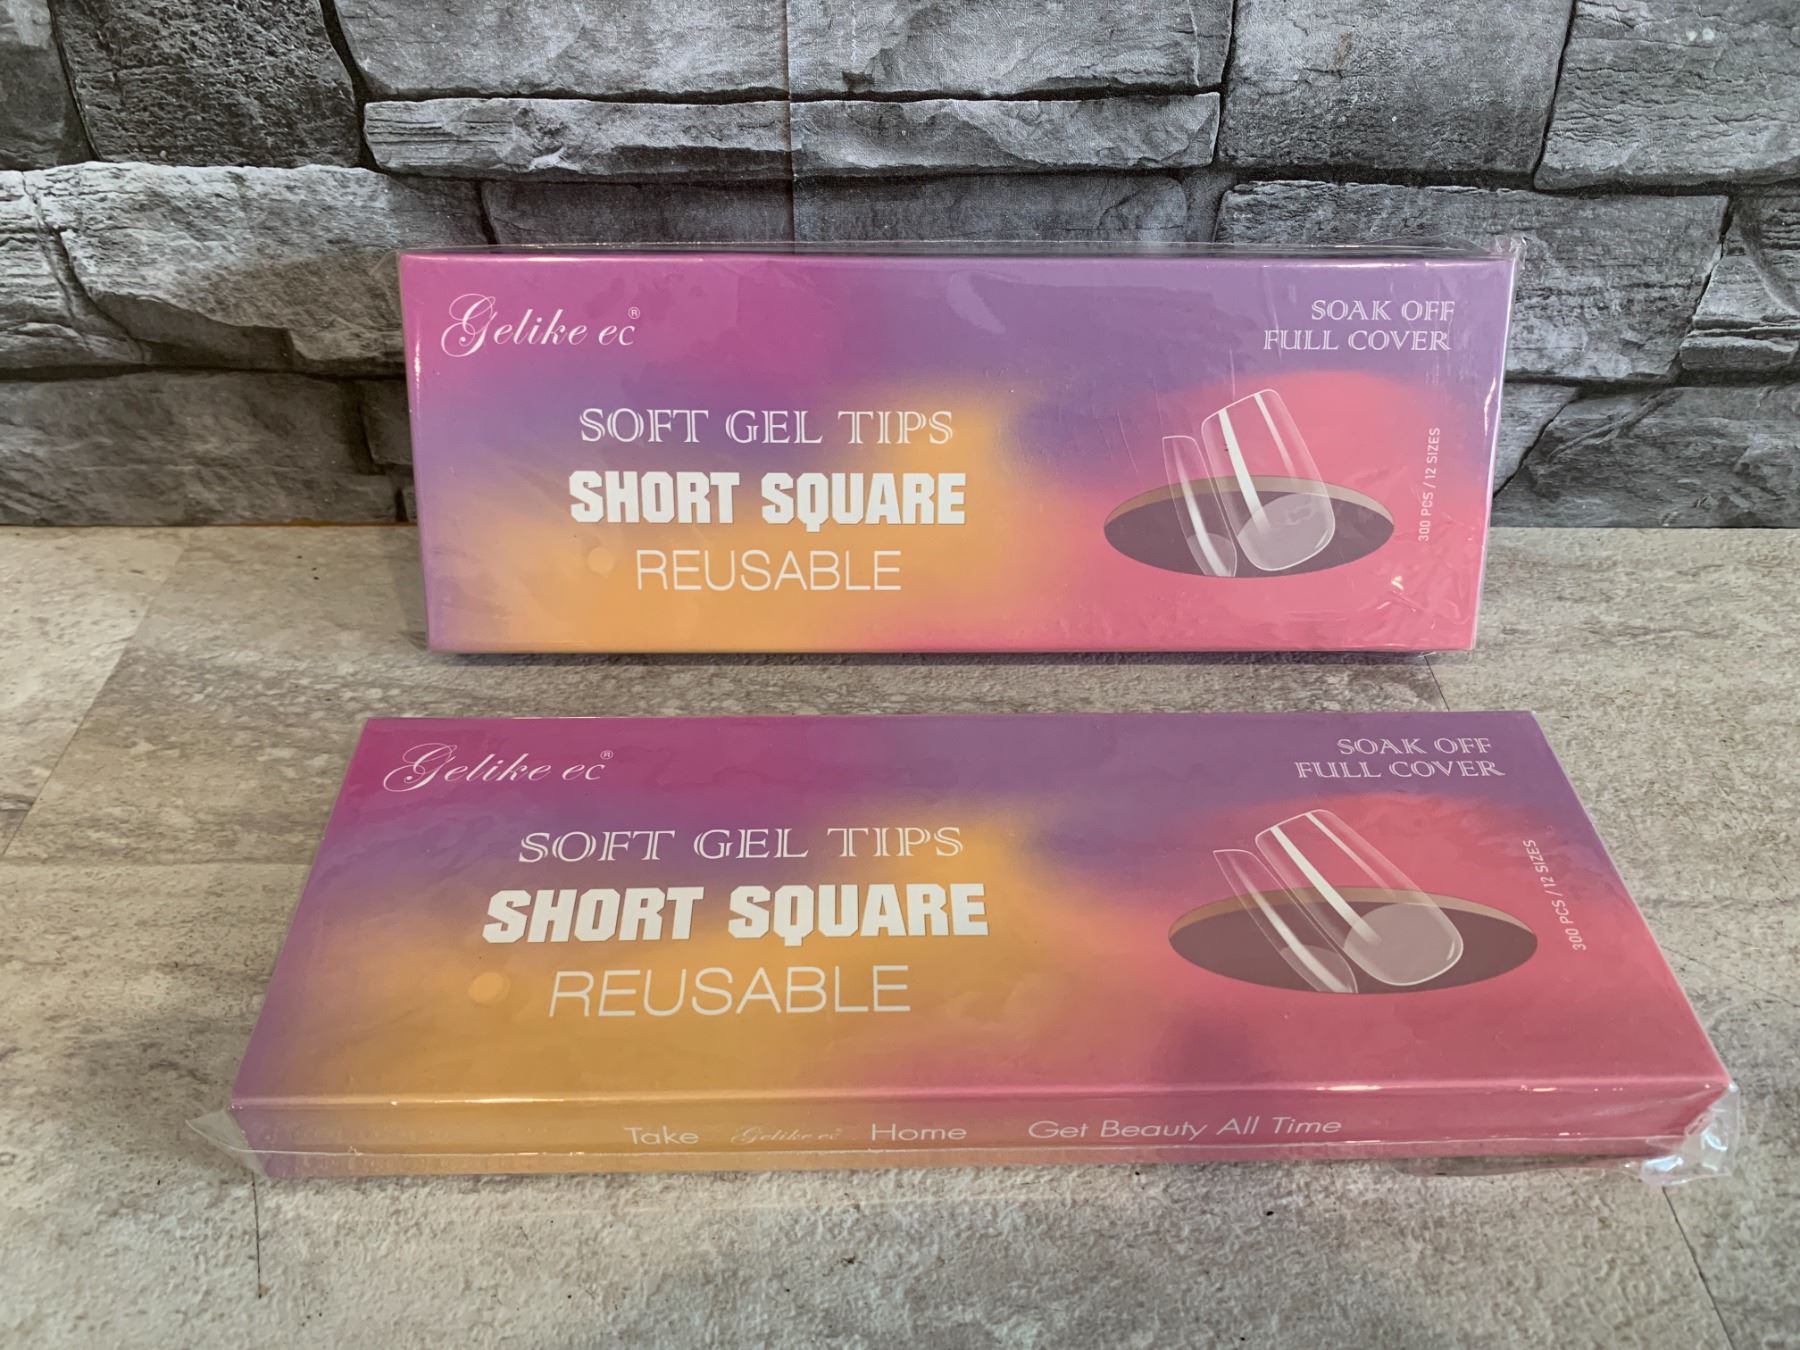 Gelike ec®
SOAK OFF
FULL COVER
SOFT GEL TIPS
SHORT SQUARE
REUSABLE
300 PCS / 12 SIZES
Gelike ec®
SOAK OFF
FULL COVER
SOFT GEL TIPS
SHORT SQUARE
REUSABLE
300 PCS / 12 SIZES
Take Gelike ec Home Get Beauty All Time